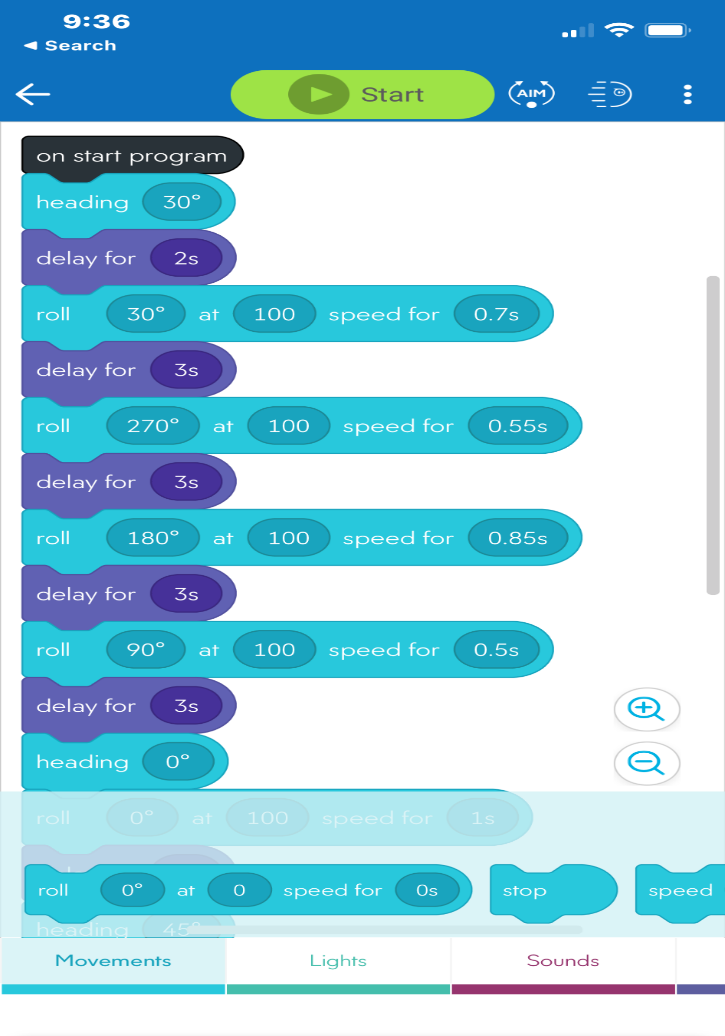 9:36
◀ Search
Start
AIM
on start program
heading 30°
delay for 2s
roll 30° at 100 speed for 0.7s
delay for 3s
roll 270° at 100 speed for 0.55s
delay for 3s
roll 180° at 100 speed for 0.85s
delay for 3s
roll 90° at 100 speed for 0.5s
delay for 3s
heading 0°
roll 0° at 100 speed for 1s
roll 0° at 0 speed for 0s stop speed
heading 45°
Movements Lights Sounds